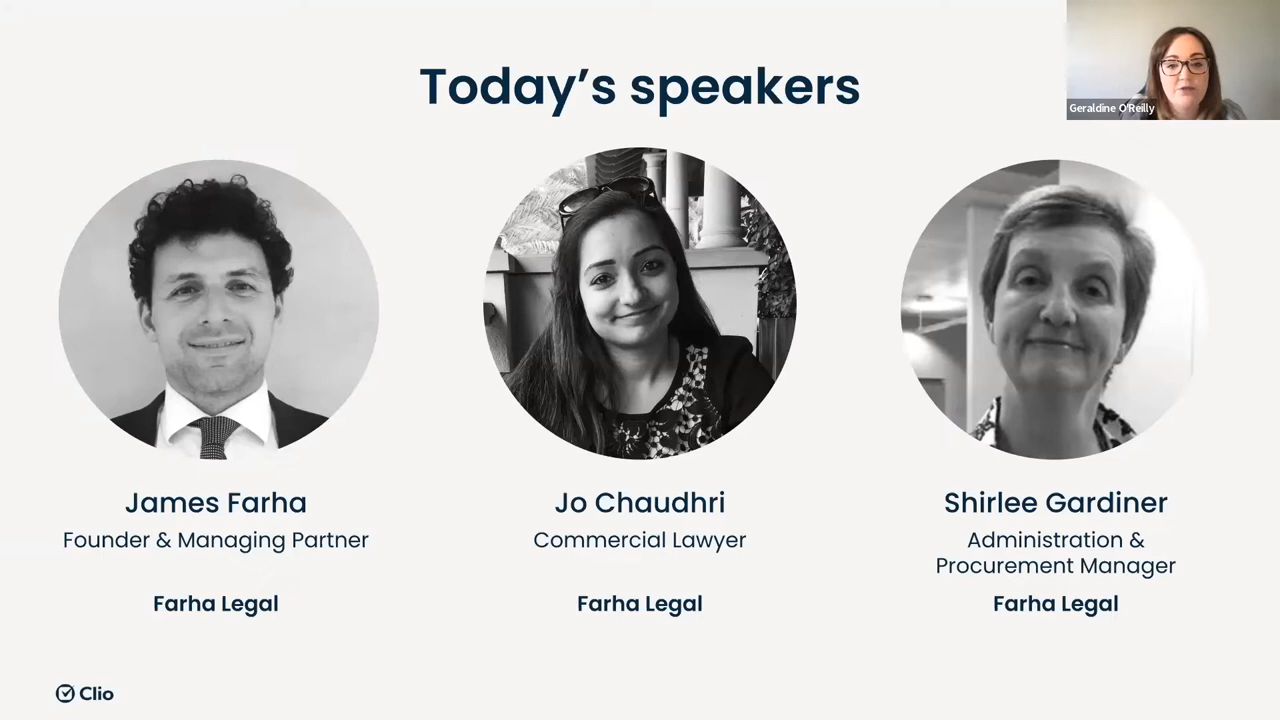 Today’s speakers
Geraldine O'Reilly
James Farha
Founder & Managing Partner
Farha Legal
Jo Chaudhri
Commercial Lawyer
Farha Legal
Shirlee Gardiner
Administration &
Procurement Manager
Farha Legal
Clio